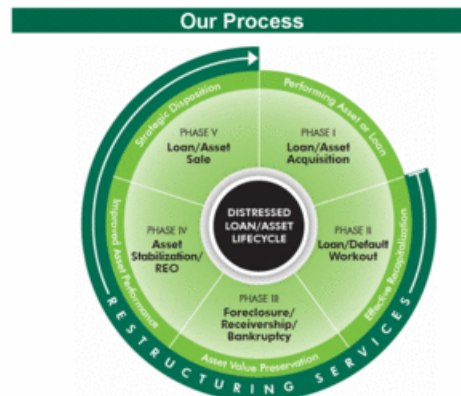 Our Process
Strategic Disposition
Performing Asset or Loan
PHASE V
Loan/Asset
Sale
PHASE I
Loan/Asset
Acquisition
DISTRESSED
LOAN/ASSET
LIFECYCLE
PHASE IV
Asset
Stabilization/
REO
PHASE II
Loan/Default
Workout
PHASE III
Foreclosure/
Receivership/
Bankruptcy
Improved Asset Performance
Effective Recapitalization
Asset Value Preservation
RESTRUCTURING SERVICES